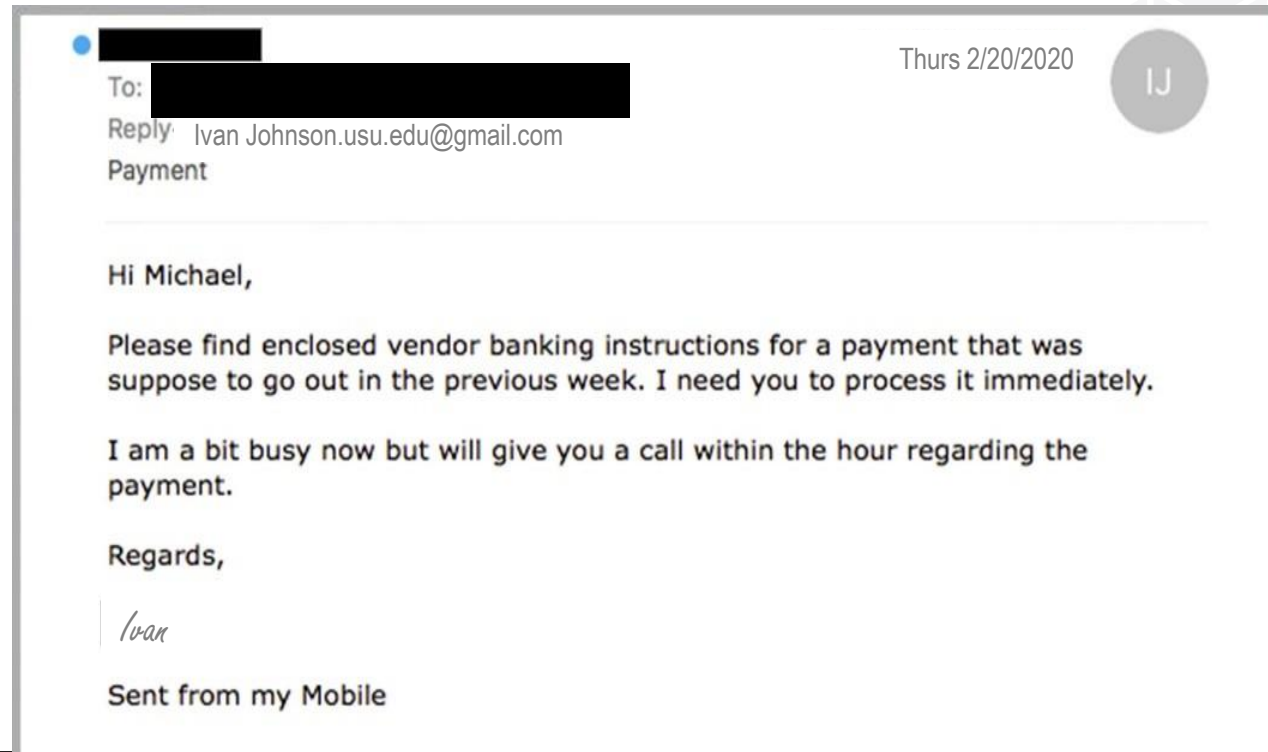 Thurs 2/20/2020
IJ
To:
Reply Ivan Johnson.usu.edu@gmail.com
Payment
Hi Michael,
Please find enclosed vendor banking instructions for a payment that was
suppose to go out in the previous week. I need you to process it immediately.
I am a bit busy now but will give you a call within the hour regarding the
payment.
Regards,
Ivan
Sent from my Mobile